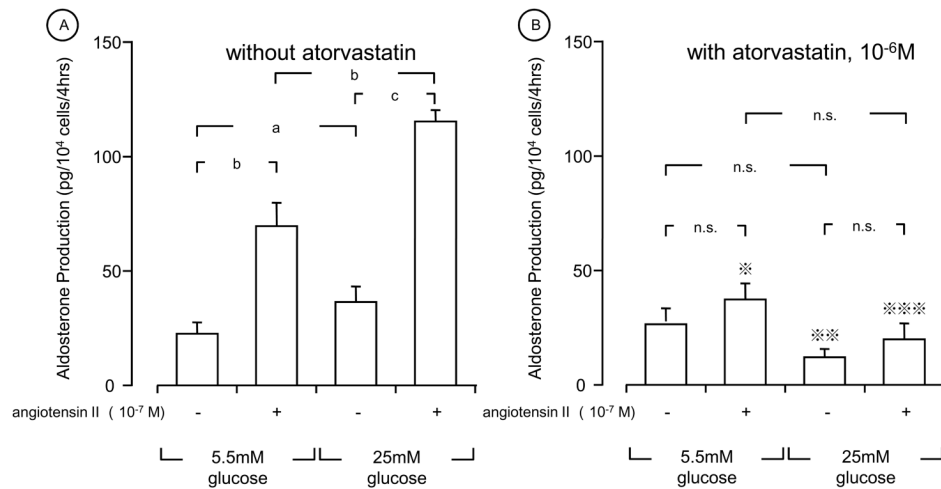 A
without atorvastatin
150
100
50
0
Aldosterone Production (pg/10⁴ cells/4hrs)
b
c
a
b
angiotensin II ( 10⁻⁷ M) - + - +
5.5mM glucose
25mM glucose
B
with atorvastatin, 10⁻⁶M
150
100
50
0
Aldosterone Production (pg/10⁴ cells/4hrs)
n.s.
n.s.
n.s.
n.s.
※
※※
※※※
angiotensin II ( 10⁻⁷ M) - + - +
5.5mM
glucose
25mM
glucose